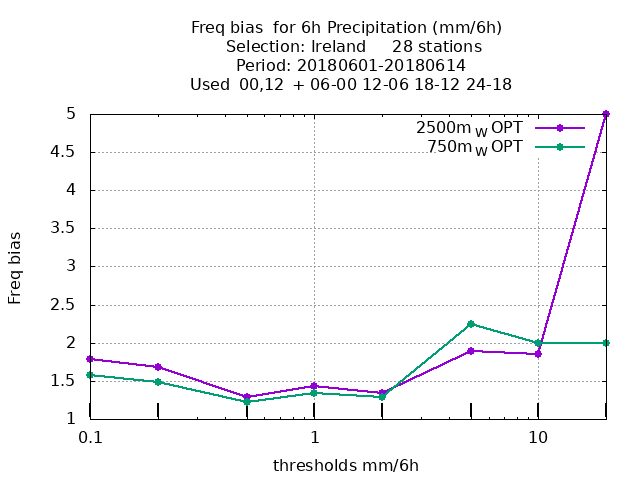 Freq bias  for 6h Precipitation (mm/6h)
Selection: Ireland     28 stations
Period: 20180601-20180614
Used  00,12  + 06-00 12-06 18-12 24-18
2500m_W OPT
750m_W OPT
5
4.5
4
3.5
3
2.5
2
1.5
1
Freq bias
0.1 1 10
thresholds mm/6h